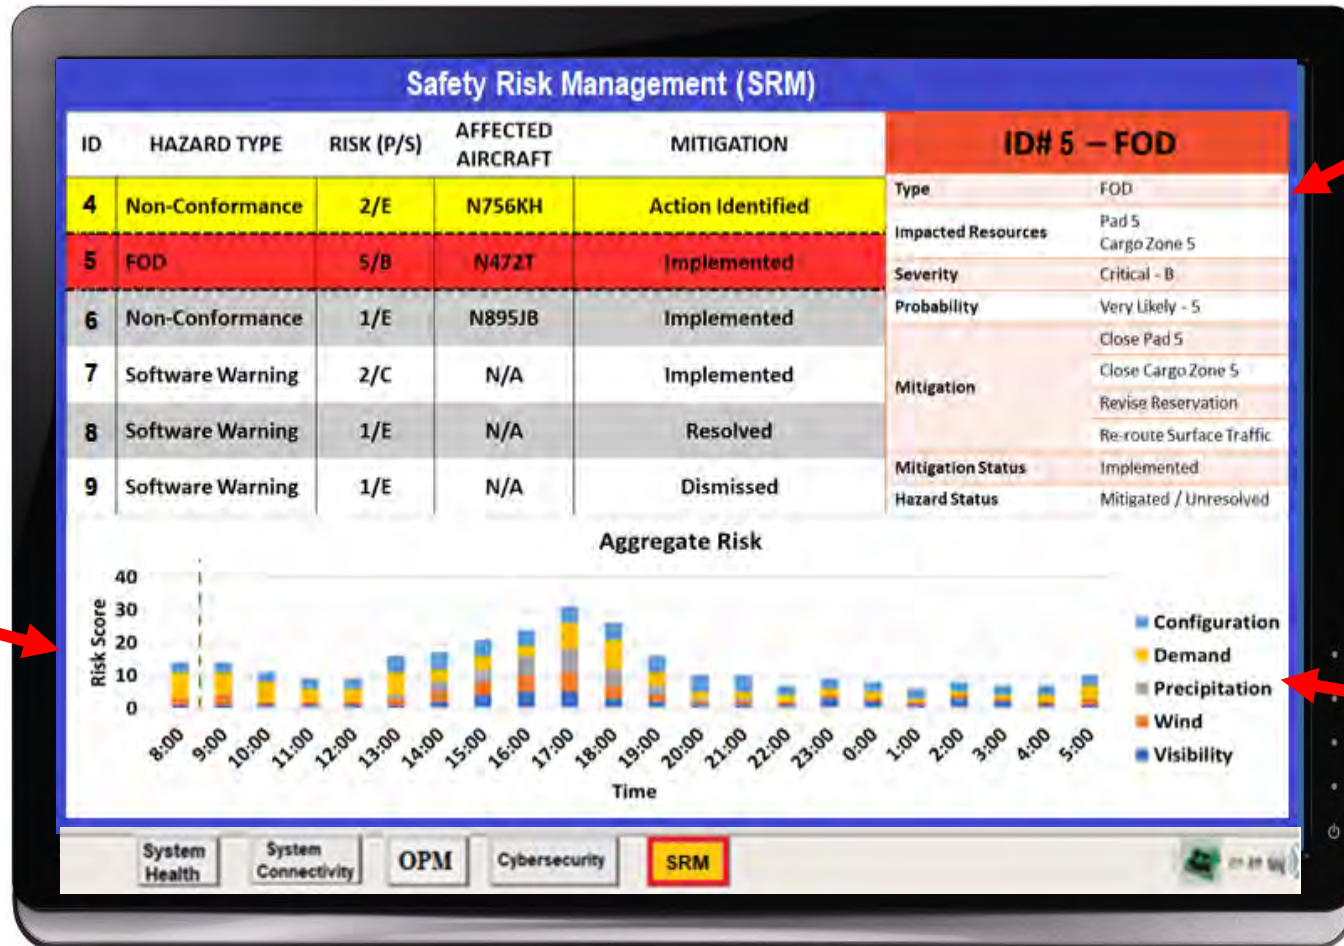 Safety Risk Management (SRM)
ID HAZARD TYPE RISK (P/S) AFFECTED AIRCRAFT MITIGATION
4 Non-Conformance 2/E N756KH Action Identified
5 FOD 5/B N472T Implemented
6 Non-Conformance 1/E N895JB Implemented
7 Software Warning 2/C N/A Implemented
8 Software Warning 1/E N/A Resolved
9 Software Warning 1/E N/A Dismissed
ID# 5 – FOD
Type FOD
Impacted Resources Pad 5
Cargo Zone 5
Severity Critical - B
Probability Very Likely - 5
Mitigation
Close Pad 5
Close Cargo Zone 5
Revise Reservation
Re-route Surface Traffic
Mitigation Status Implemented
Hazard Status Mitigated / Unresolved
Aggregate Risk
Risk Score
40
30
20
10
0
8:00 9:00 10:00 11:00 12:00 13:00 14:00 15:00 16:00 17:00 18:00 19:00 20:00 21:00 22:00 23:00 0:00 1:00 2:00 3:00 4:00 5:00
Time
Configuration
Demand
Precipitation
Wind
Visibility
System Health
System Connectivity
OPM
Cybersecurity
SRM